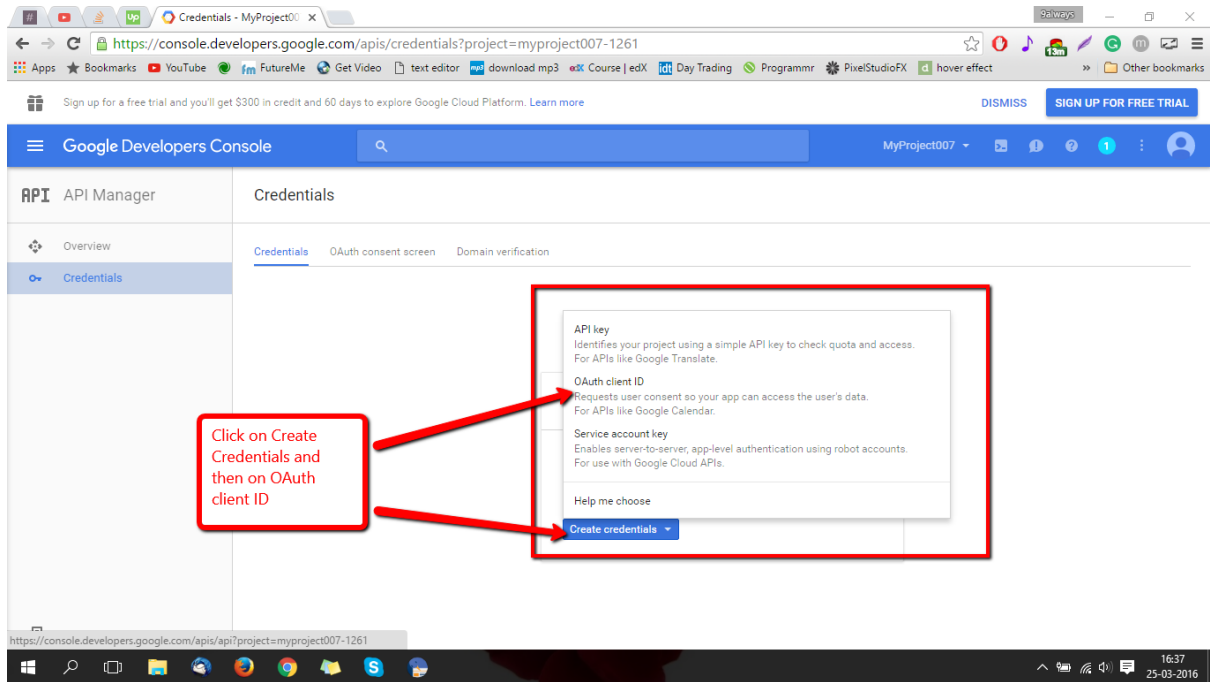 #
Up
Credentials - MyProject00
9always
https://console.developers.google.com/apis/credentials?project=myproject007-1261
13m
G
m
Apps
Bookmarks
YouTube
fm FutureMe
Get Video
text editor
mp3 download mp3
edX Course | edX
idt Day Trading
Programmr
PixelStudioFX
d hover effect
»
Other bookmarks
Sign up for a free trial and you'll get $300 in credit and 60 days to explore Google Cloud Platform. Learn more
DISMISS
SIGN UP FOR FREE TRIAL
Google Developers Console
MyProject007
1
API API Manager
Credentials
Overview
Credentials
Credentials
OAuth consent screen
Domain verification
API key
Identifies your project using a simple API key to check quota and access.
For APIs like Google Translate.
OAuth client ID
Requests user consent so your app can access the user's data.
For APIs like Google Calendar.
Service account key
Enables server-to-server, app-level authentication using robot accounts.
For use with Google Cloud APIs.
Help me choose
Create credentials
Click on Create
Credentials and
then on OAuth
client ID
https://console.developers.google.com/apis/api?project=myproject007-1261
16:37
25-03-2016